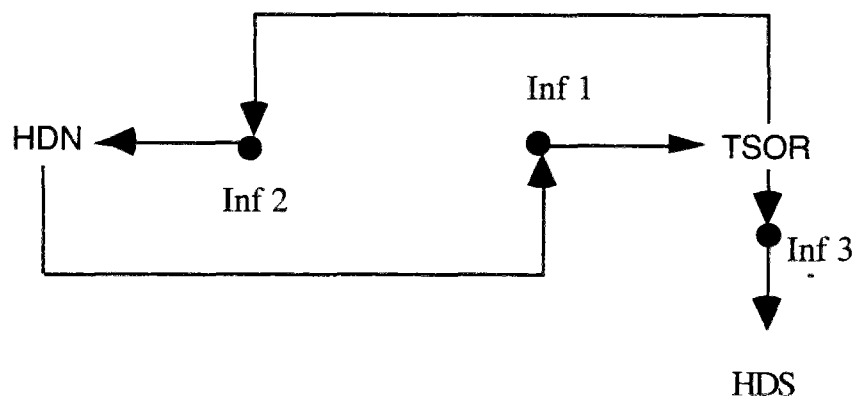 Inf 1
HDN
TSOR
Inf 2
Inf 3
HDS